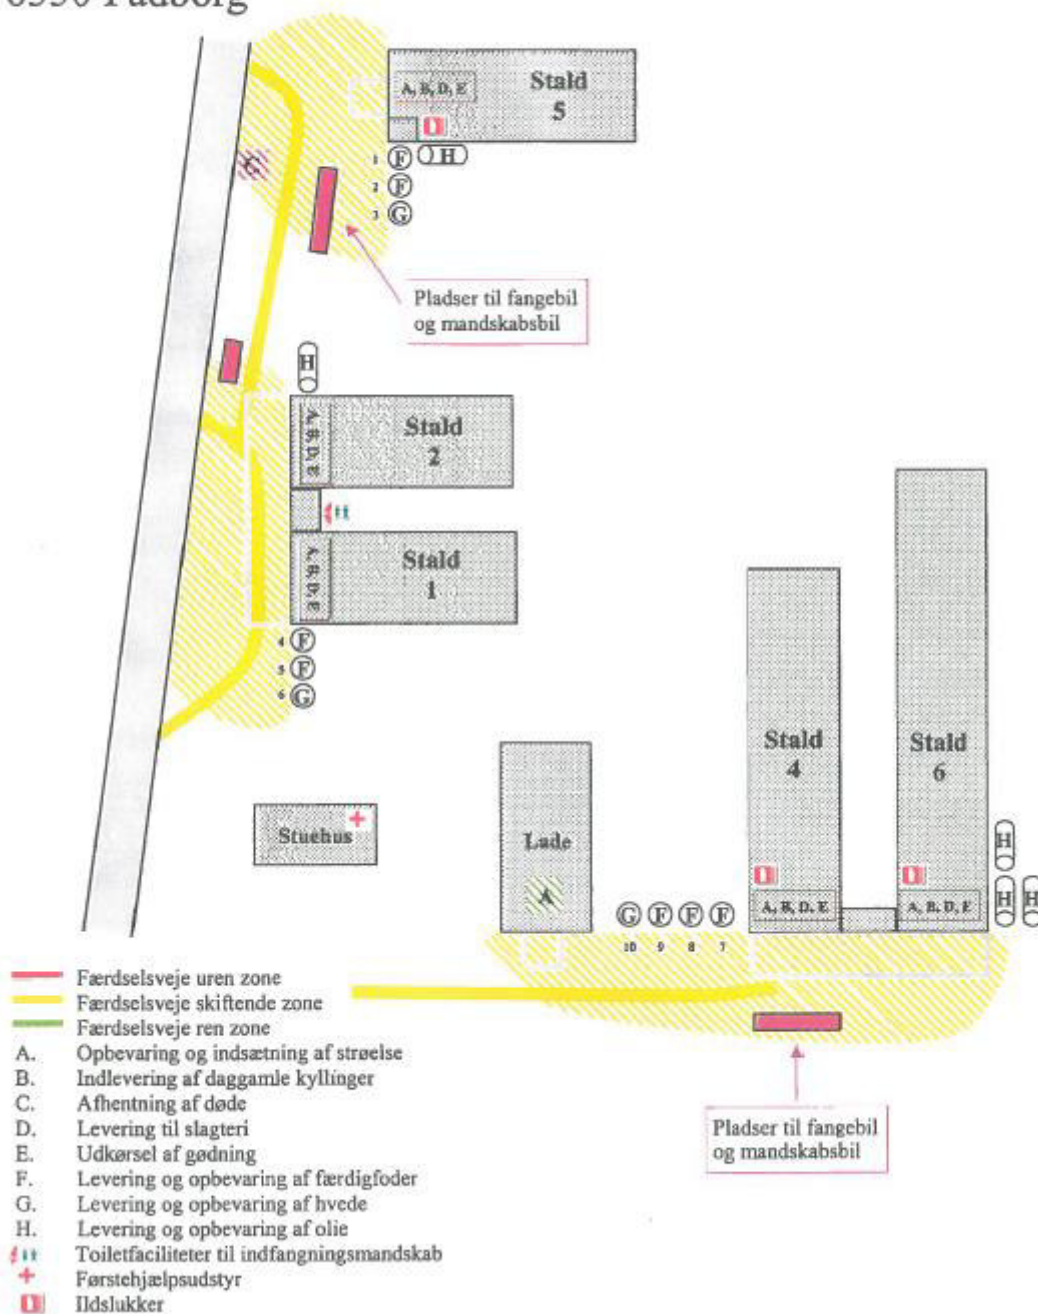 6330 Padborg
A, B, D, E
Stald
5
1 F H
2 F
3 G
C
Pladser til fangebil
og mandskabsbil
H
A, B, D, E
Stald
2
A, B, D, E
Stald
1
4 F
5 F
6 G
Stald
4
Stald
6
Stuehus
Lade
A
H
H H
A, B, D, E
A, B, D, E
G F F F
10 9 8 7
Færdselsveje uren zone
Færdselsveje skiftende zone
Færdselsveje ren zone
A. Opbevaring og indsætning af strøelse
B. Indlevering af daggamle kyllinger
C. Afhentning af døde
D. Levering til slagteri
E. Udkørsel af gødning
F. Levering og opbevaring af færdigfoder
G. Levering og opbevaring af hvede
H. Levering og opbevaring af olie
Toiletfaciliteter til indfangningsmandskab
Førstehjælpsudstyr
Ildslukker
Pladser til fangebil
og mandskabsbil